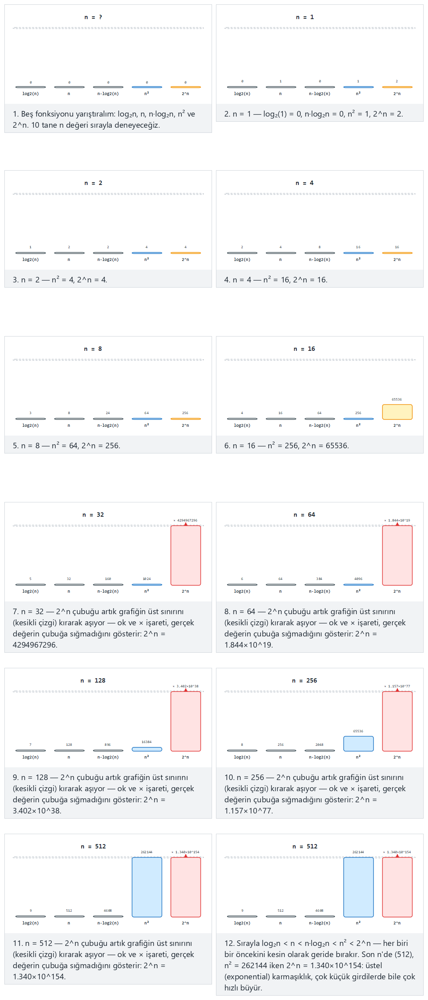 n = ?
0 0 0 0 0
log2(n) n n·log2(n) n² 2^n
1. Beş fonksiyonu yarıştıralım: log₂n, n, n·log₂n, n² ve
2^n. 10 tane n değeri sırayla deneyeceğiz.
n = 1
0 1 0 1 2
log2(n) n n·log2(n) n² 2^n
2. n = 1 — log₂(1) = 0, n·log₂n = 0, n² = 1, 2^n = 2.
n = 2
1 2 2 4 4
log2(n) n n·log2(n) n² 2^n
3. n = 2 — n² = 4, 2^n = 4.
n = 4
2 4 8 16 16
log2(n) n n·log2(n) n² 2^n
4. n = 4 — n² = 16, 2^n = 16.
n = 8
3 8 24 64 256
log2(n) n n·log2(n) n² 2^n
5. n = 8 — n² = 64, 2^n = 256.
n = 16
65536
4 16 64 256
log2(n) n n·log2(n) n² 2^n
6. n = 16 — n² = 256, 2^n = 65536.
n = 32
× 4294967296
5 32 160 1024
log2(n) n n·log2(n) n² 2^n
7. n = 32 — 2^n çubuğu artık grafiğin üst sınırını
(kesikli çizgi) kırarak aşıyor — ok ve × işareti, gerçek
değerin çubuğa sığmadığını gösterir: 2^n =
4294967296.
n = 64
× 1.844×10^19
6 64 384 4096
log2(n) n n·log2(n) n² 2^n
8. n = 64 — 2^n çubuğu artık grafiğin üst sınırını
(kesikli çizgi) kırarak aşıyor — ok ve × işareti, gerçek
değerin çubuğa sığmadığını gösterir: 2^n =
1.844×10^19.
n = 128
× 3.402×10^38
16384
7 128 896
log2(n) n n·log2(n) n² 2^n
9. n = 128 — 2^n çubuğu artık grafiğin üst sınırını
(kesikli çizgi) kırarak aşıyor — ok ve × işareti, gerçek
değerin çubuğa sığmadığını gösterir: 2^n =
3.402×10^38.
n = 256
× 1.157×10^77
65536
8 256 2048
log2(n) n n·log2(n) n² 2^n
10. n = 256 — 2^n çubuğu artık grafiğin üst sınırını
(kesikli çizgi) kırarak aşıyor — ok ve × işareti, gerçek
değerin çubuğa sığmadığını gösterir: 2^n =
1.157×10^77.
n = 512
262144 × 1.340×10^154
9 512 4608
log2(n) n n·log2(n) n² 2^n
11. n = 512 — 2^n çubuğu artık grafiğin üst sınırını
(kesikli çizgi) kırarak aşıyor — ok ve × işareti, gerçek
değerin çubuğa sığmadığını gösterir: 2^n =
1.340×10^154.
n = 512
262144 × 1.340×10^154
9 512 4608
log2(n) n n·log2(n) n² 2^n
12. Sırayla log₂n < n < n·log₂n < n² < 2^n — her biri
bir öncekini kesin olarak geride bırakır. Son n'de (512),
n² = 262144 iken 2^n = 1.340×10^154: üstel
(exponential) karmaşıklık, çok küçük girdilerde bile çok
hızlı büyür.